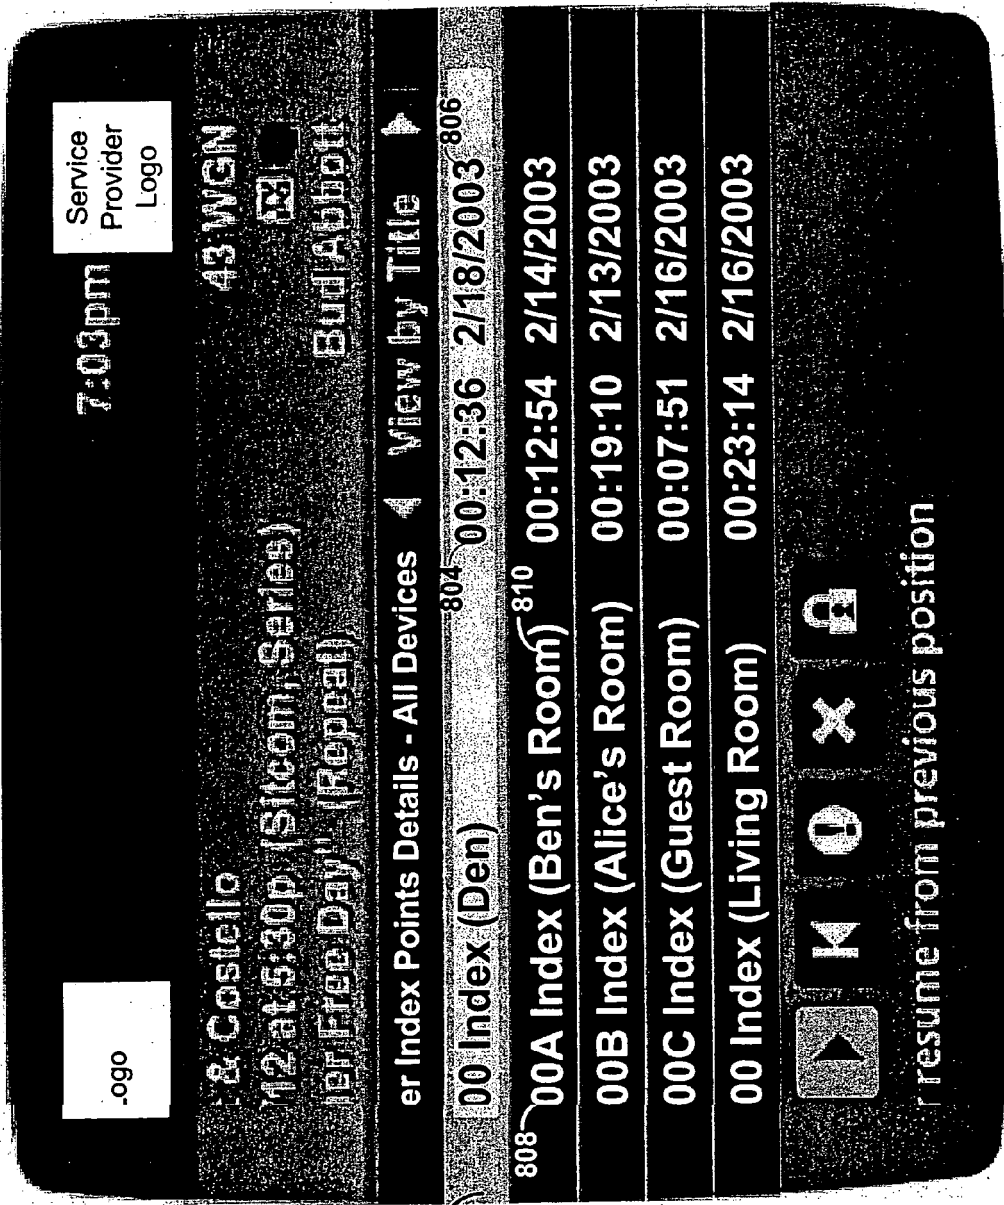 .ogo
7:03pm
Service
Provider
Logo
& Costello 43 WGN
12 at 5:30p (Sitcom, Series)
er Free Day" (Repeat) Bud Abbott
er Index Points Details - All Devices ◀ View by Title ▶
804 806
00 Index (Den) 00:12:36 2/18/2003
808 810
00A Index (Ben's Room) 00:12:54 2/14/2003
00B Index (Alice's Room) 00:19:10 2/13/2003
00C Index (Guest Room) 00:07:51 2/16/2003
00 Index (Living Room) 00:23:14 2/16/2003
resume from previous position